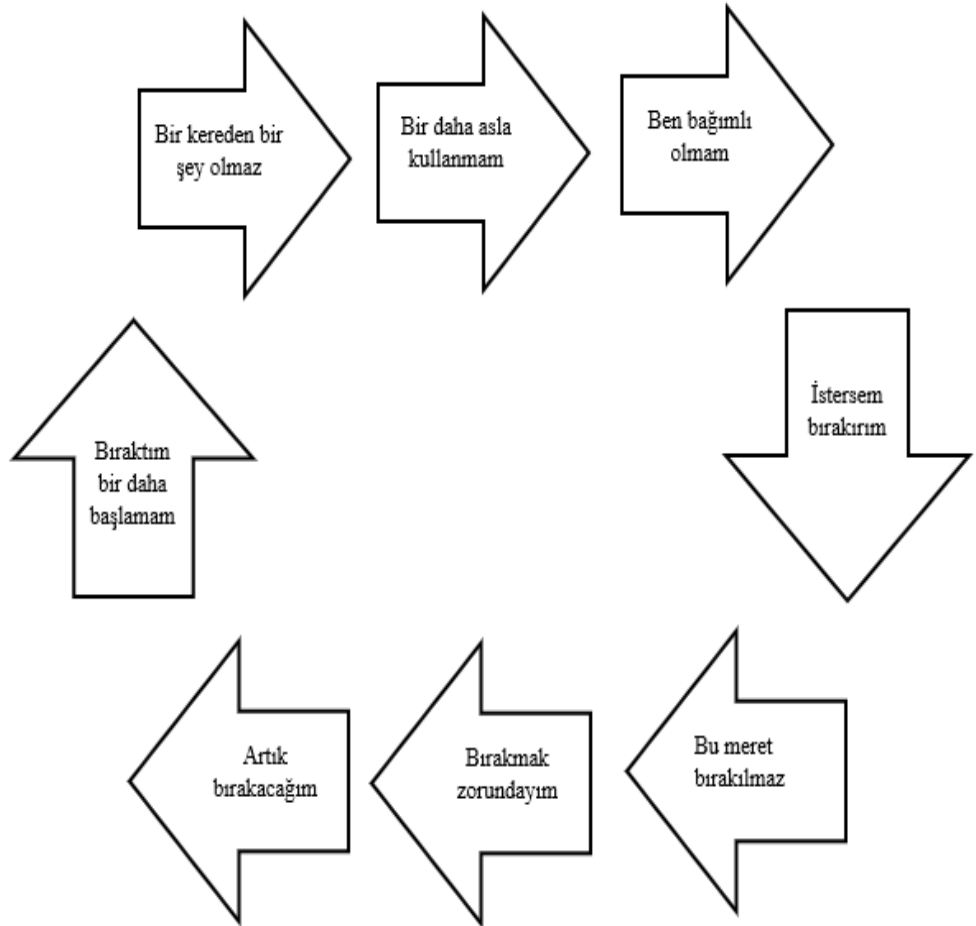 Bir kereden bir
şey olmaz
Bir daha asla
kullanmam
Ben bağımlı
olmam
İstersem
bırakırım
Bu meret
bırakılmaz
Bırakmak
zorundayım
Artık
bırakacağım
Bıraktım
bir daha
başlamam